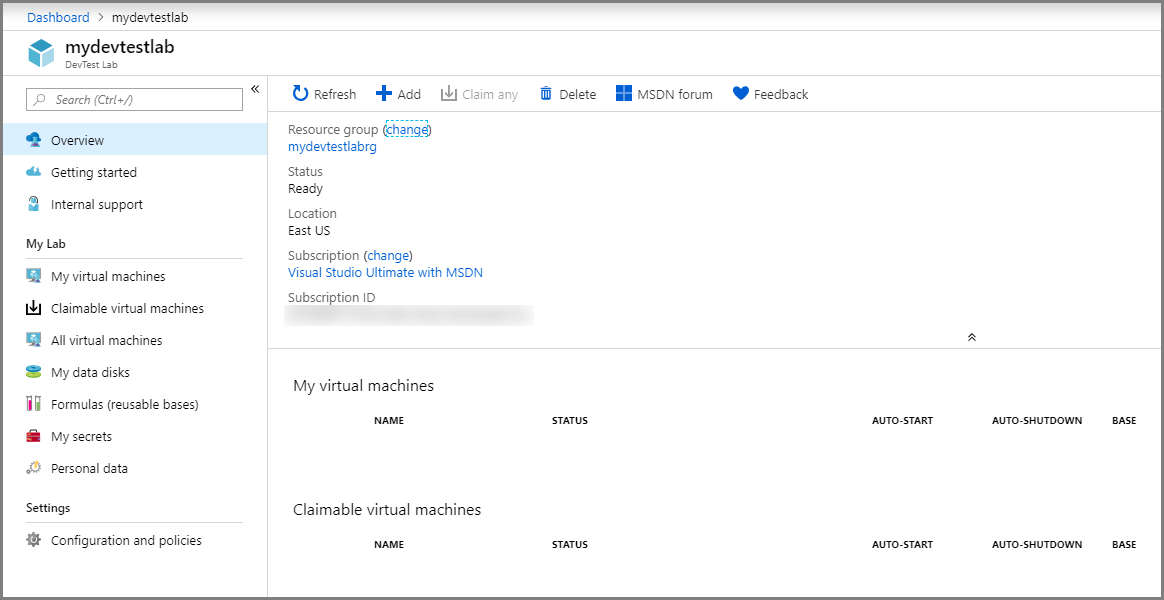 Dashboard > mydevtestlab
mydevtestlab
DevTest Lab
Search (Ctrl+/)
«
Overview
Getting started
Internal support
My Lab
My virtual machines
Claimable virtual machines
All virtual machines
My data disks
Formulas (reusable bases)
My secrets
Personal data
Settings
Configuration and policies
Refresh Add Claim any Delete MSDN forum Feedback
Resource group (change)
mydevtestlabrg
Status
Ready
Location
East US
Subscription (change)
Visual Studio Ultimate with MSDN
Subscription ID
My virtual machines
NAME STATUS AUTO-START AUTO-SHUTDOWN BASE
Claimable virtual machines
NAME STATUS AUTO-START AUTO-SHUTDOWN BASE